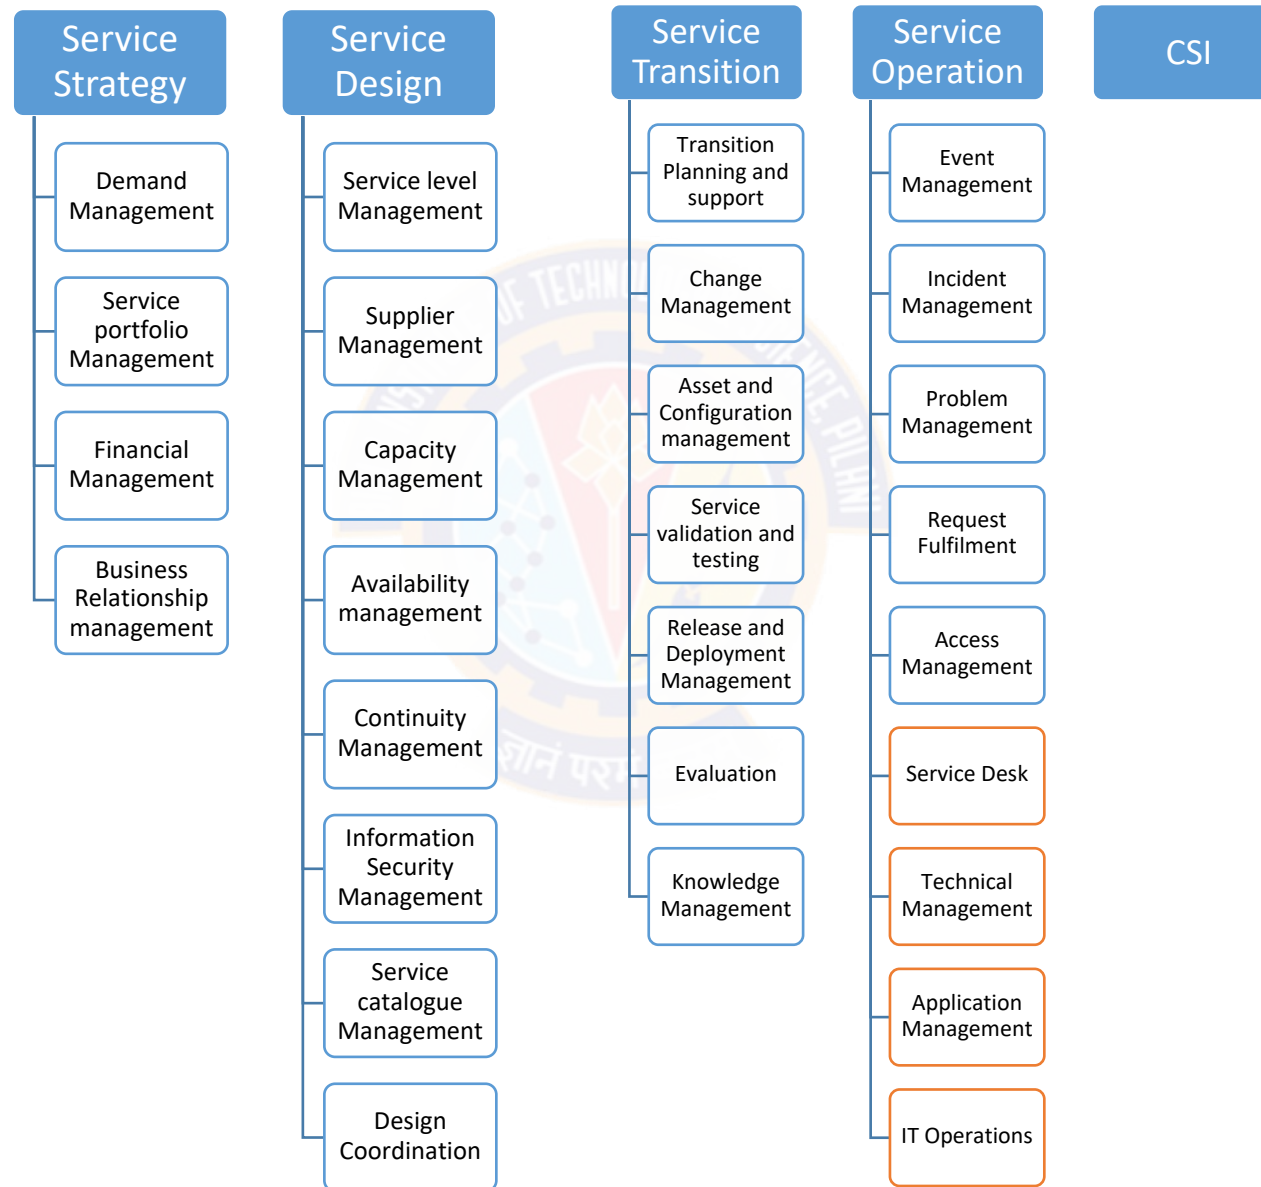 Service
Strategy
Demand
Management
Service
portfolio
Management
Financial
Management
Business
Relationship
management
Service
Design
Service level
Management
Supplier
Management
Capacity
Management
Availability
management
Continuity
Management
Information
Security
Management
Service
catalogue
Management
Design
Coordination
Service
Transition
Transition
Planning and
support
Change
Management
Asset and
Configuration
management
Service
validation and
testing
Release and
Deployment
Management
Evaluation
Knowledge
Management
Service
Operation
Event
Management
Incident
Management
Problem
Management
Request
Fulfilment
Access
Management
Service Desk
Technical
Management
Application
Management
IT Operations
CSI
OF TECHNO
PILANI
ज्ञानं